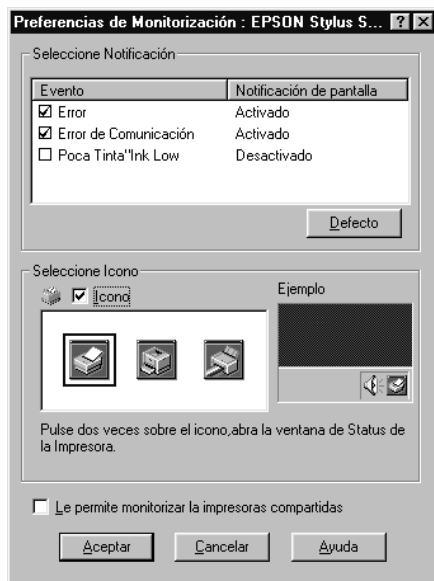 Preferencias de Monitorización : EPSON Stylus S...
Seleccione Notificación
Evento Notificación de pantalla
Error Activado
Error de Comunicación Activado
Poca Tinta"Ink Low Desactivado
Defecto
Seleccione Icono
Icono
Ejemplo
Pulse dos veces sobre el icono,abra la ventana de Status de
la Impresora.
Le permite monitorizar la impresoras compartidas
Aceptar Cancelar Ayuda